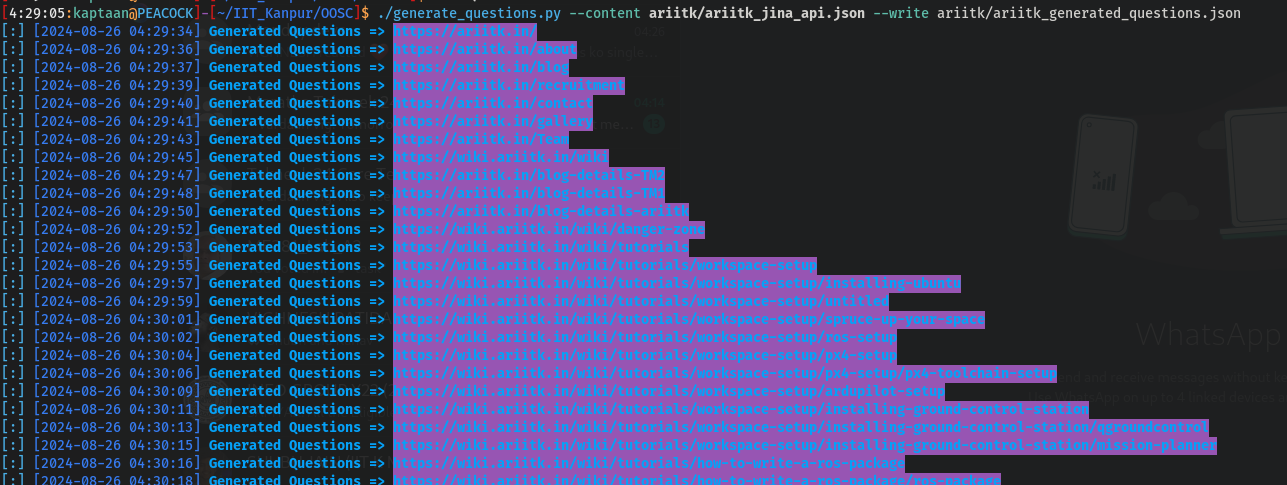 [4:29:05:kaptaan@PEACOCK]-[~/IIT_Kanpur/OOSC]$ ./generate_questions.py --content ariitk/ariitk_jina_api.json --write ariitk/ariitk_generated_questions.json
[:] [2024-08-26 04:29:34] Generated Questions => https://ariitk.in/
[:] [2024-08-26 04:29:36] Generated Questions => https://ariitk.in/about
[:] [2024-08-26 04:29:37] Generated Questions => https://ariitk.in/blog
[:] [2024-08-26 04:29:39] Generated Questions => https://ariitk.in/recruitment
[:] [2024-08-26 04:29:40] Generated Questions => https://ariitk.in/contact
[:] [2024-08-26 04:29:41] Generated Questions => https://ariitk.in/gallery
[:] [2024-08-26 04:29:43] Generated Questions => https://ariitk.in/Team
[:] [2024-08-26 04:29:45] Generated Questions => https://wiki.ariitk.in/wiki
[:] [2024-08-26 04:29:47] Generated Questions => https://ariitk.in/blog-details-TM2
[:] [2024-08-26 04:29:48] Generated Questions => https://ariitk.in/blog-details-TM1
[:] [2024-08-26 04:29:50] Generated Questions => https://ariitk.in/blog-details-ariitk
[:] [2024-08-26 04:29:52] Generated Questions => https://wiki.ariitk.in/wiki/danger-zone
[:] [2024-08-26 04:29:53] Generated Questions => https://wiki.ariitk.in/wiki/tutorials
[:] [2024-08-26 04:29:55] Generated Questions => https://wiki.ariitk.in/wiki/tutorials/workspace-setup
[:] [2024-08-26 04:29:57] Generated Questions => https://wiki.ariitk.in/wiki/tutorials/workspace-setup/installing-ubuntu
[:] [2024-08-26 04:29:59] Generated Questions => https://wiki.ariitk.in/wiki/tutorials/workspace-setup/untitled
[:] [2024-08-26 04:30:01] Generated Questions => https://wiki.ariitk.in/wiki/tutorials/workspace-setup/spruce-up-your-space
[:] [2024-08-26 04:30:02] Generated Questions => https://wiki.ariitk.in/wiki/tutorials/workspace-setup/ros-setup
[:] [2024-08-26 04:30:04] Generated Questions => https://wiki.ariitk.in/wiki/tutorials/workspace-setup/px4-setup
[:] [2024-08-26 04:30:06] Generated Questions => https://wiki.ariitk.in/wiki/tutorials/workspace-setup/px4-setup/px4-toolchain-setup
[:] [2024-08-26 04:30:09] Generated Questions => https://wiki.ariitk.in/wiki/tutorials/workspace-setup/ardupilot-setup
[:] [2024-08-26 04:30:11] Generated Questions => https://wiki.ariitk.in/wiki/tutorials/workspace-setup/installing-ground-control-station
[:] [2024-08-26 04:30:13] Generated Questions => https://wiki.ariitk.in/wiki/tutorials/workspace-setup/installing-ground-control-station/qgroundcontrol
[:] [2024-08-26 04:30:15] Generated Questions => https://wiki.ariitk.in/wiki/tutorials/workspace-setup/installing-ground-control-station/mission-planner
[:] [2024-08-26 04:30:16] Generated Questions => https://wiki.ariitk.in/wiki/tutorials/how-to-write-a-ros-package
[:] [2024-08-26 04:30:18] Generated Questions => https://wiki.ariitk.in/wiki/tutorials/how-to-write-a-ros-package/ros-package
WhatsApp